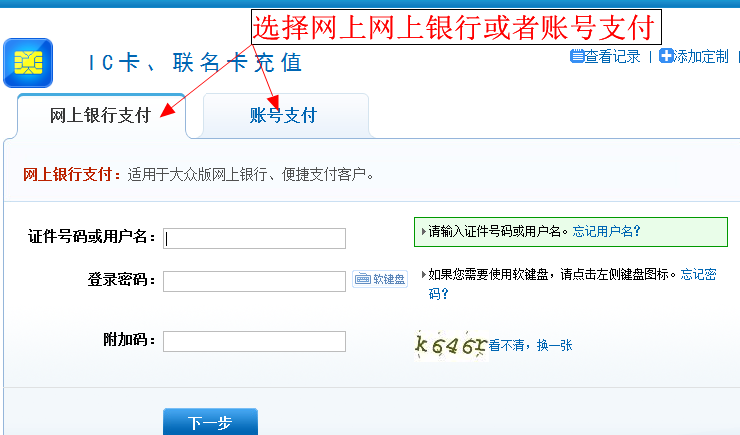 选择网上网上银行或者账号支付
IC卡、联名卡充值
查看记录 | 添加定制 |
网上银行支付
账号支付
网上银行支付：适用于大众版网上银行、便捷支付客户。
证件号码或用户名：
请输入证件号码或用户名。忘记用户名？
登录密码：
软键盘
如果您需要使用软键盘，请点击左侧键盘图标。忘记密
码？
附加码：
k646x
看不清，换一张
下一步